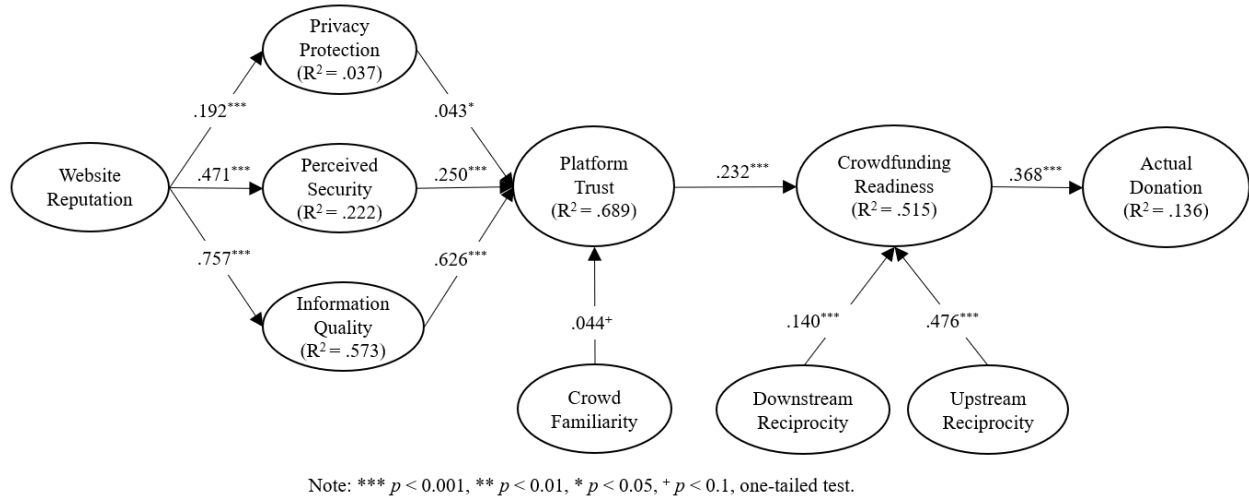 Privacy
Protection
(R² = .037)
.192***
.043*
Website
Reputation
.471***
Perceived
Security
(R² = .222)
.250***
Platform
Trust
(R² = .689)
.232***
Crowdfunding
Readiness
(R² = .515)
.368***
Actual
Donation
(R² = .136)
.757***
.626***
Information
Quality
(R² = .573)
.044⁺
.140***
.476***
Crowd
Familiarity
Downstream
Reciprocity
Upstream
Reciprocity
Note: *** p < 0.001, ** p < 0.01, * p < 0.05, ⁺ p < 0.1, one-tailed test.